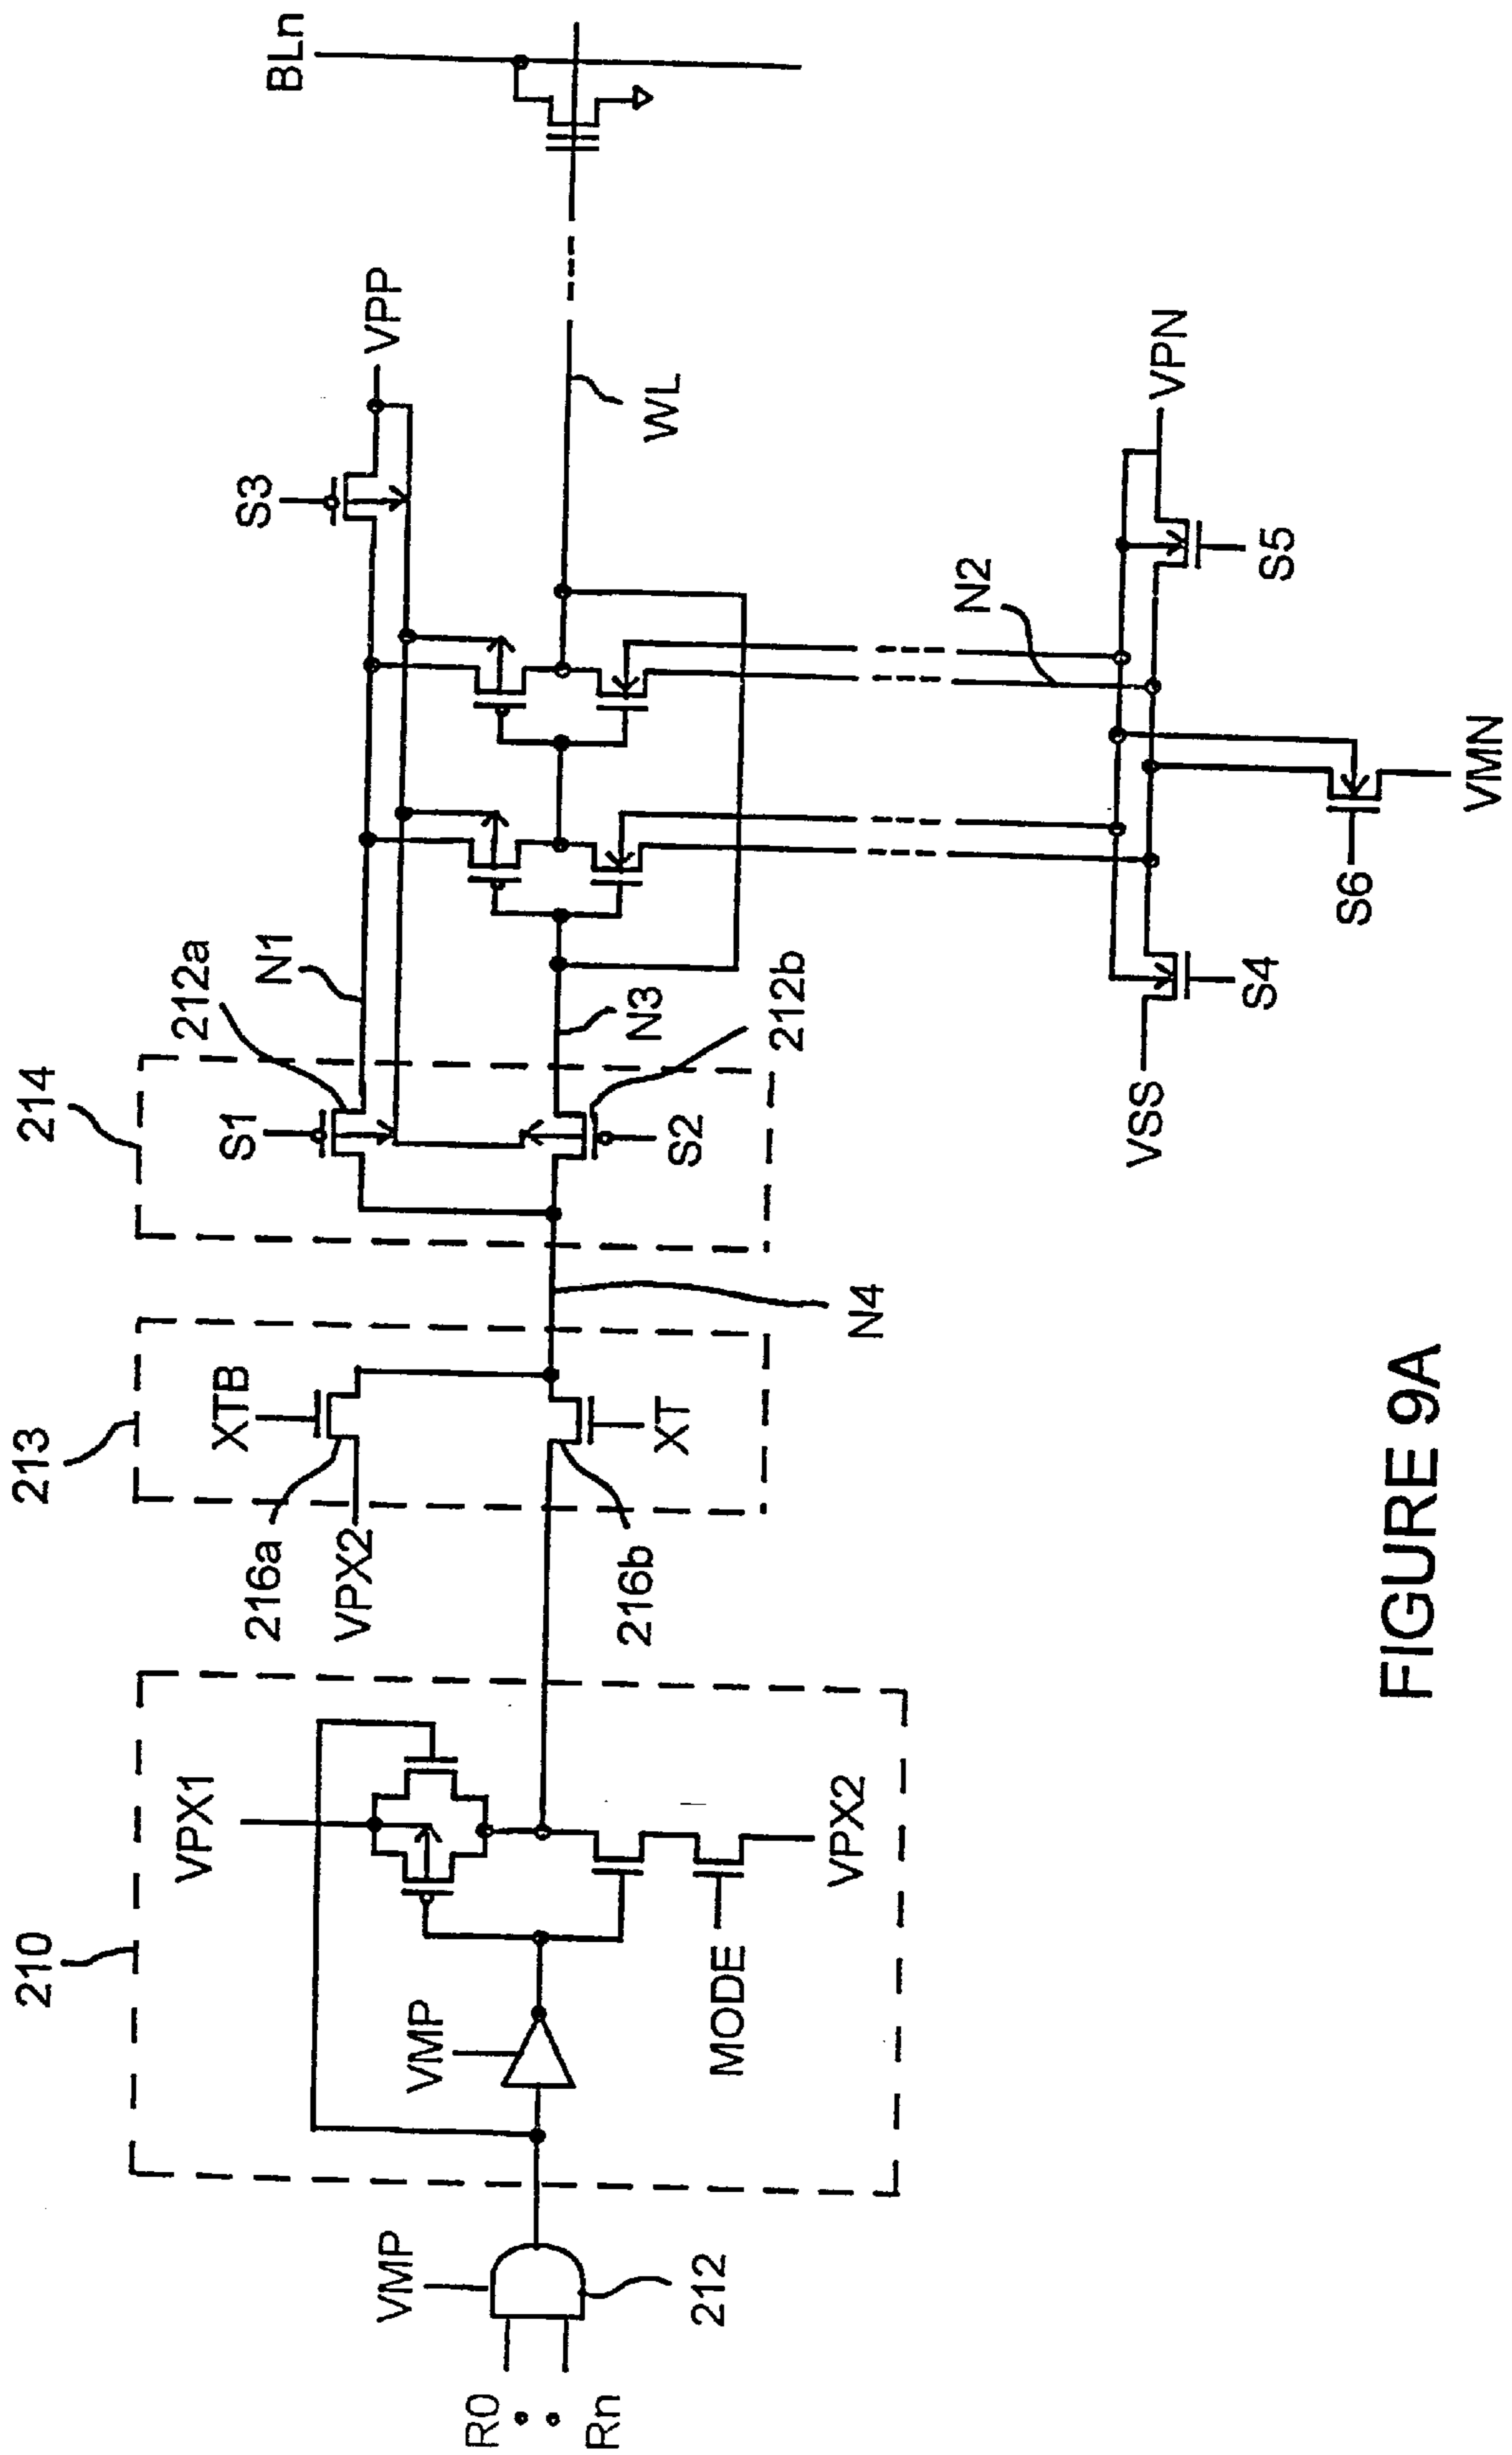 R0
Rn
VMP
212
210
VMP
VPX1
MODE
VPX2
213
XTB
216a
VPX2
216b
XT
N4
214
S1
212a
S2
212b
N1
N3
S3
VPP
WL
BLn
N2
VSS
S4
S6
VMN
S5
VPN
FIGURE 9A